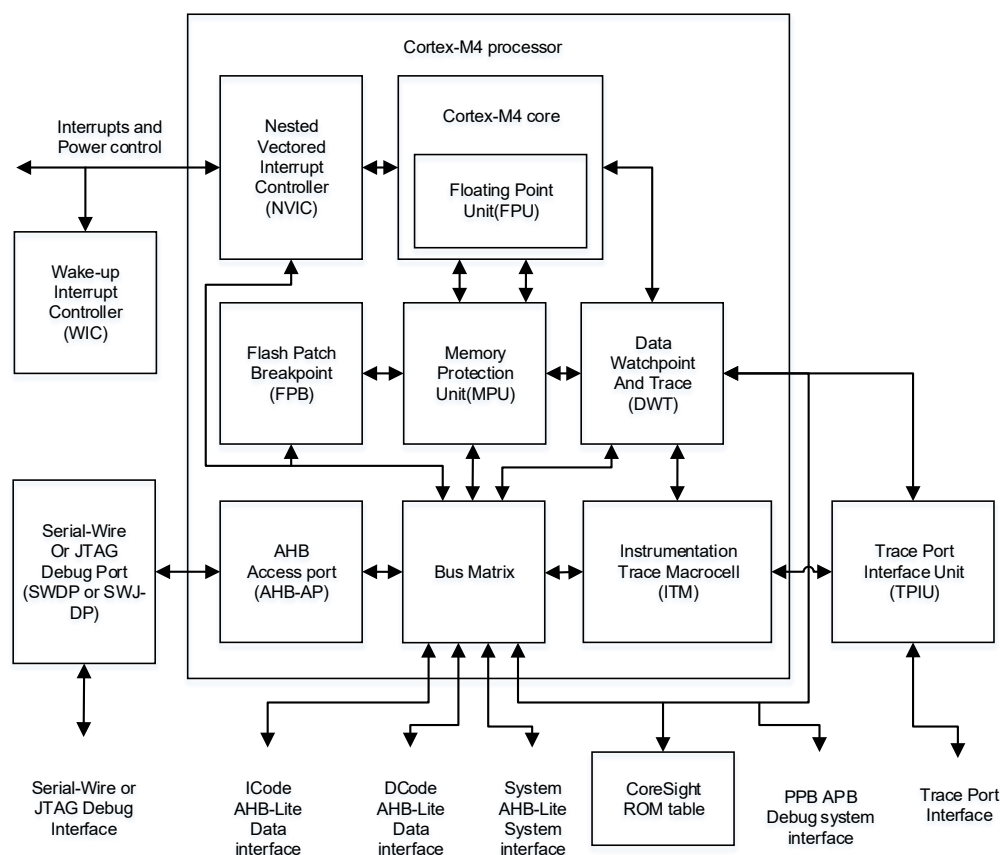 Cortex-M4 processor
Interrupts and
Power control
Nested
Vectored
Interrupt
Controller
(NVIC)
Cortex-M4 core
Floating Point
Unit(FPU)
Wake-up
Interrupt
Controller
(WIC)
Flash Patch
Breakpoint
(FPB)
Memory
Protection
Unit(MPU)
Data
Watchpoint
And Trace
(DWT)
Serial-Wire
Or JTAG
Debug Port
(SWDP or SWJ-
DP)
AHB
Access port
(AHB-AP)
Bus Matrix
Instrumentation
Trace Macrocell
(ITM)
Trace Port
Interface Unit
(TPIU)
Serial-Wire or
JTAG Debug
Interface
ICode
AHB-Lite
Data
interface
DCode
AHB-Lite
Data
interface
System
AHB-Lite
System
interface
CoreSight
ROM table
PPB APB
Debug system
interface
Trace Port
Interface